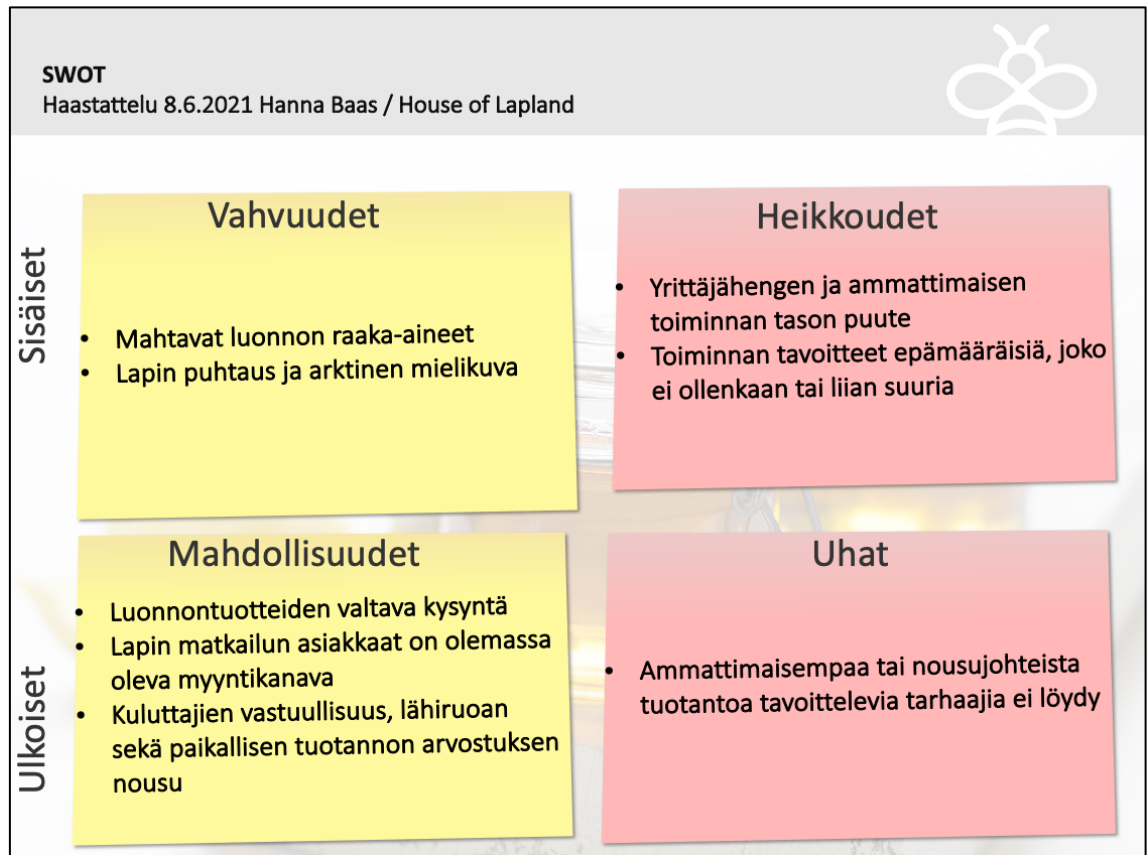 SWOT
Haastattelu 8.6.2021 Hanna Baas / House of Lapland
Sisäiset
Vahvuudet
• Mahtavat luonnon raaka-aineet
• Lapin puhtaus ja arktinen mielikuva
Heikkoudet
• Yrittäjähengen ja ammattimaisen
toiminnan tason puute
• Toiminnan tavoitteet epämääräisiä, joko
ei ollenkaan tai liian suuria
Ulkoiset
Mahdollisuudet
• Luonnontuotteiden valtava kysyntä
• Lapin matkailun asiakkaat on olemassa
oleva myyntikanava
• Kuluttajien vastuullisuus, lähiruoan
sekä paikallisen tuotannon arvostuksen
nousu
Uhat
• Ammattimaisempaa tai nousujohteista
tuotantoa tavoittelevia tarhaajia ei löydy